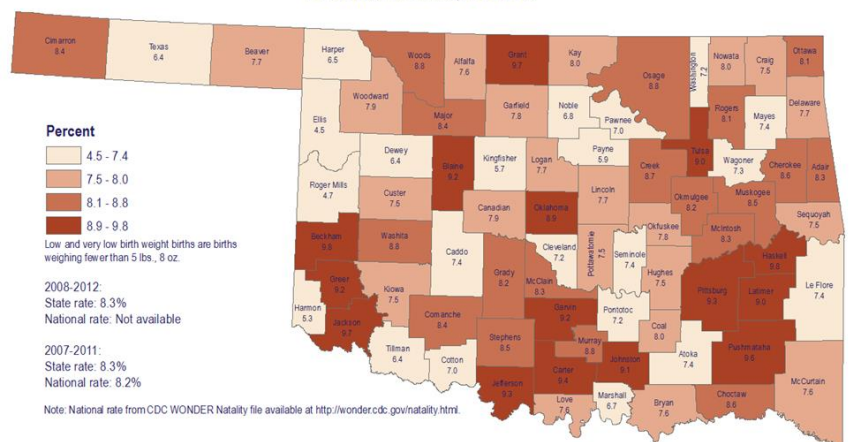 Cimarron
8.4
Texas
6.4
Beaver
7.7
Harper
6.5
Woods
8.8
Alfalfa
7.6
Grant
9.7
Kay
8.0
Osage
8.8
Washington
7.2
Nowata
8.0
Craig
7.5
Ottawa
8.1
Ellis
4.5
Woodward
7.9
Major
8.4
Garfield
7.8
Noble
6.8
Pawnee
7.0
Rogers
8.1
Mayes
7.4
Delaware
7.7
Dewey
6.4
Blaine
9.2
Kingfisher
5.7
Logan
7.7
Payne
5.9
Creek
8.7
Tulsa
9.0
Wagoner
7.3
Cherokee
8.6
Adair
8.3
Roger Mills
4.7
Custer
7.5
Canadian
7.9
Oklahoma
8.9
Lincoln
7.7
Okmulgee
8.2
Muskogee
8.5
Sequoyah
7.5
Beckham
Washita
8.8
Caddo
7.4
Grady
8.2
Cleveland
7.2
McClain
8.3
Pottawatomie
7.5
Seminole
7.4
Okfuskee
7.8
McIntosh
8.3
Hughes
7.5
Haskell
9.8
Pittsburg
9.3
Latimer
9.0
Le Flore
7.4
Greer
9.2
Kiowa
7.5
Harmon
5.3
Jackson
9.7
Comanche
8.4
Tillman
6.4
Cotton
7.0
Stephens
8.5
Garvin
9.2
Murray
8.8
Pontotoc
7.2
Coal
8.0
Atoka
7.4
Pushmataha
9.6
McCurtain
7.6
Jefferson
9.3
Carter
9.4
Johnston
9.1
Love
7.6
Marshall
6.7
Bryan
7.6
Choctaw
8.6
Percent
4.5 - 7.4
7.5 - 8.0
8.1 - 8.8
8.9 - 9.8
Low and very low birth weight births are births
weighing fewer than 5 lbs., 8 oz.
2008-2012:
State rate: 8.3%
National rate: Not available
2007-2011:
State rate: 8.3%
National rate: 8.2%
Note: National rate from CDC WONDER Natality file available at http://wonder.cdc.gov/natality.html.